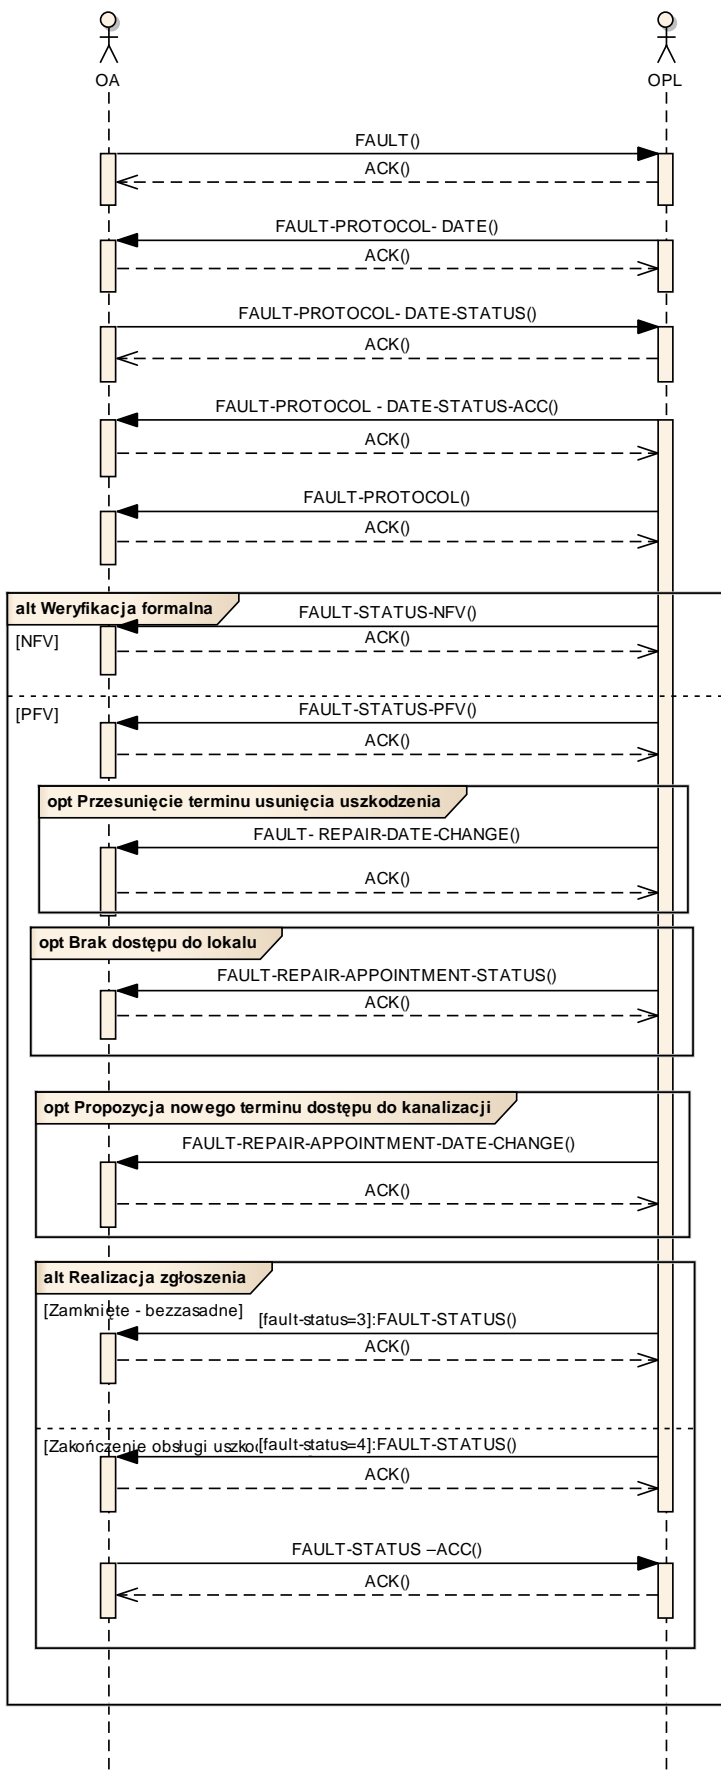 OA
OPL
FAULT()
ACK()
FAULT-PROTOCOL- DATE()
ACK()
FAULT-PROTOCOL- DATE-STATUS()
ACK()
FAULT-PROTOCOL - DATE-STATUS-ACC()
ACK()
FAULT-PROTOCOL()
ACK()
alt Weryfikacja formalna
FAULT-STATUS-NFV()
[NFV]
ACK()
[PFV]
FAULT-STATUS-PFV()
ACK()
opt Przesunięcie terminu usunięcia uszkodzenia
FAULT- REPAIR-DATE-CHANGE()
ACK()
opt Brak dostępu do lokalu
FAULT-REPAIR-APPOINTMENT-STATUS()
ACK()
opt Propozycja nowego terminu dostępu do kanalizacji
FAULT-REPAIR-APPOINTMENT-DATE-CHANGE()
ACK()
alt Realizacja zgłoszenia
[Zamknięte - bezzasadne]
[fault-status=3]:FAULT-STATUS()
ACK()
[Zakończenie obsługi
[fault-status=4]:FAULT-STATUS()
ACK()
FAULT-STATUS –ACC()
ACK()